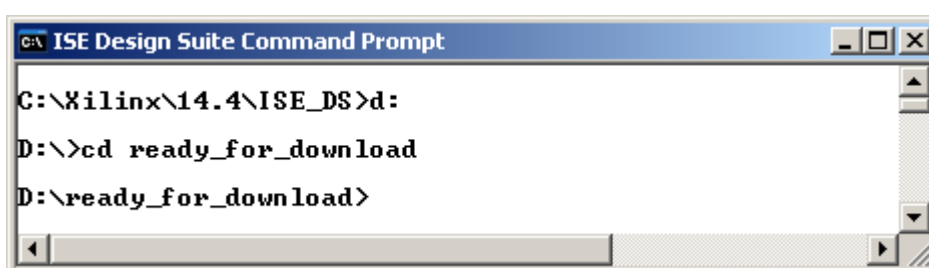 C:\ ISE Design Suite Command Prompt
C:\Xilinx\14.4\ISE_DS>d:
D:\>cd ready_for_download
D:\ready_for_download>